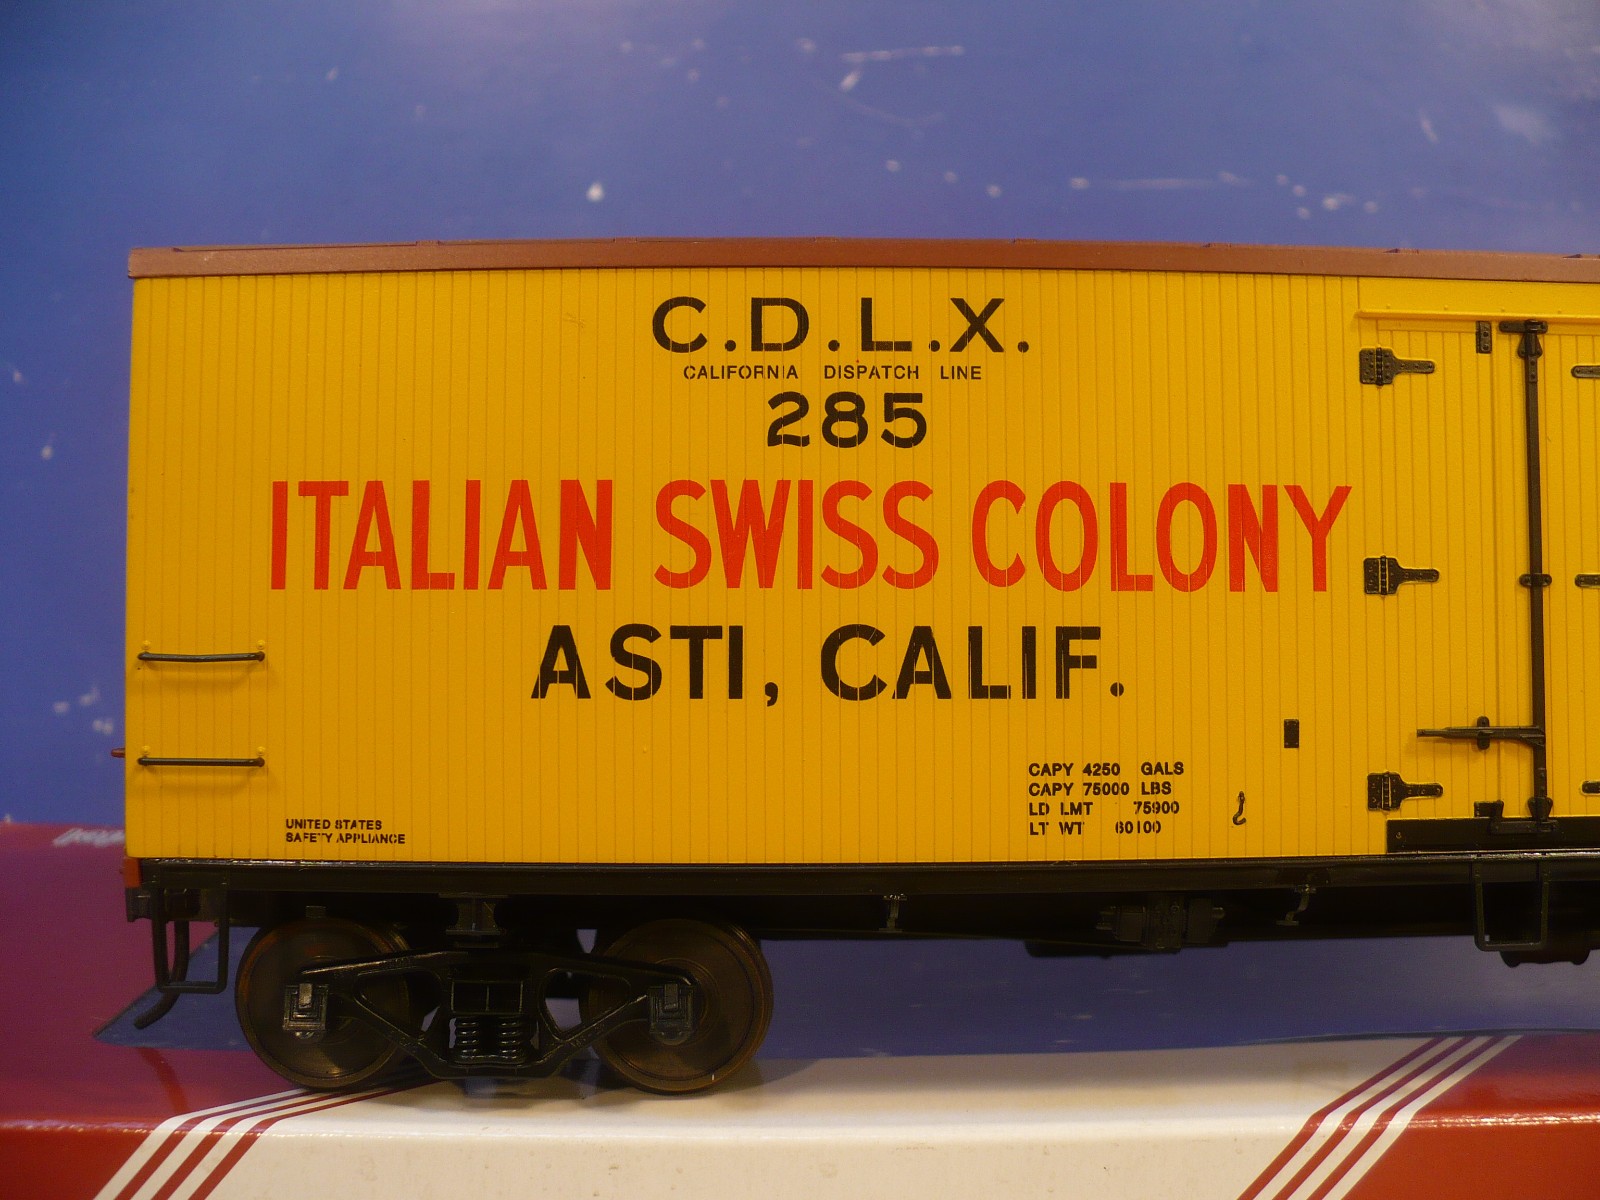 C.D.L.X.
CALIFORNIA DISPATCH LINE
285
ITALIAN SWISS COLONY
ASTI, CALIF.
CAPY 4250 GALS
CAPY 75000 LBS
LD LMT 75900
LT WT 60100
UNITED STATES
SAFETY APPLIANCE